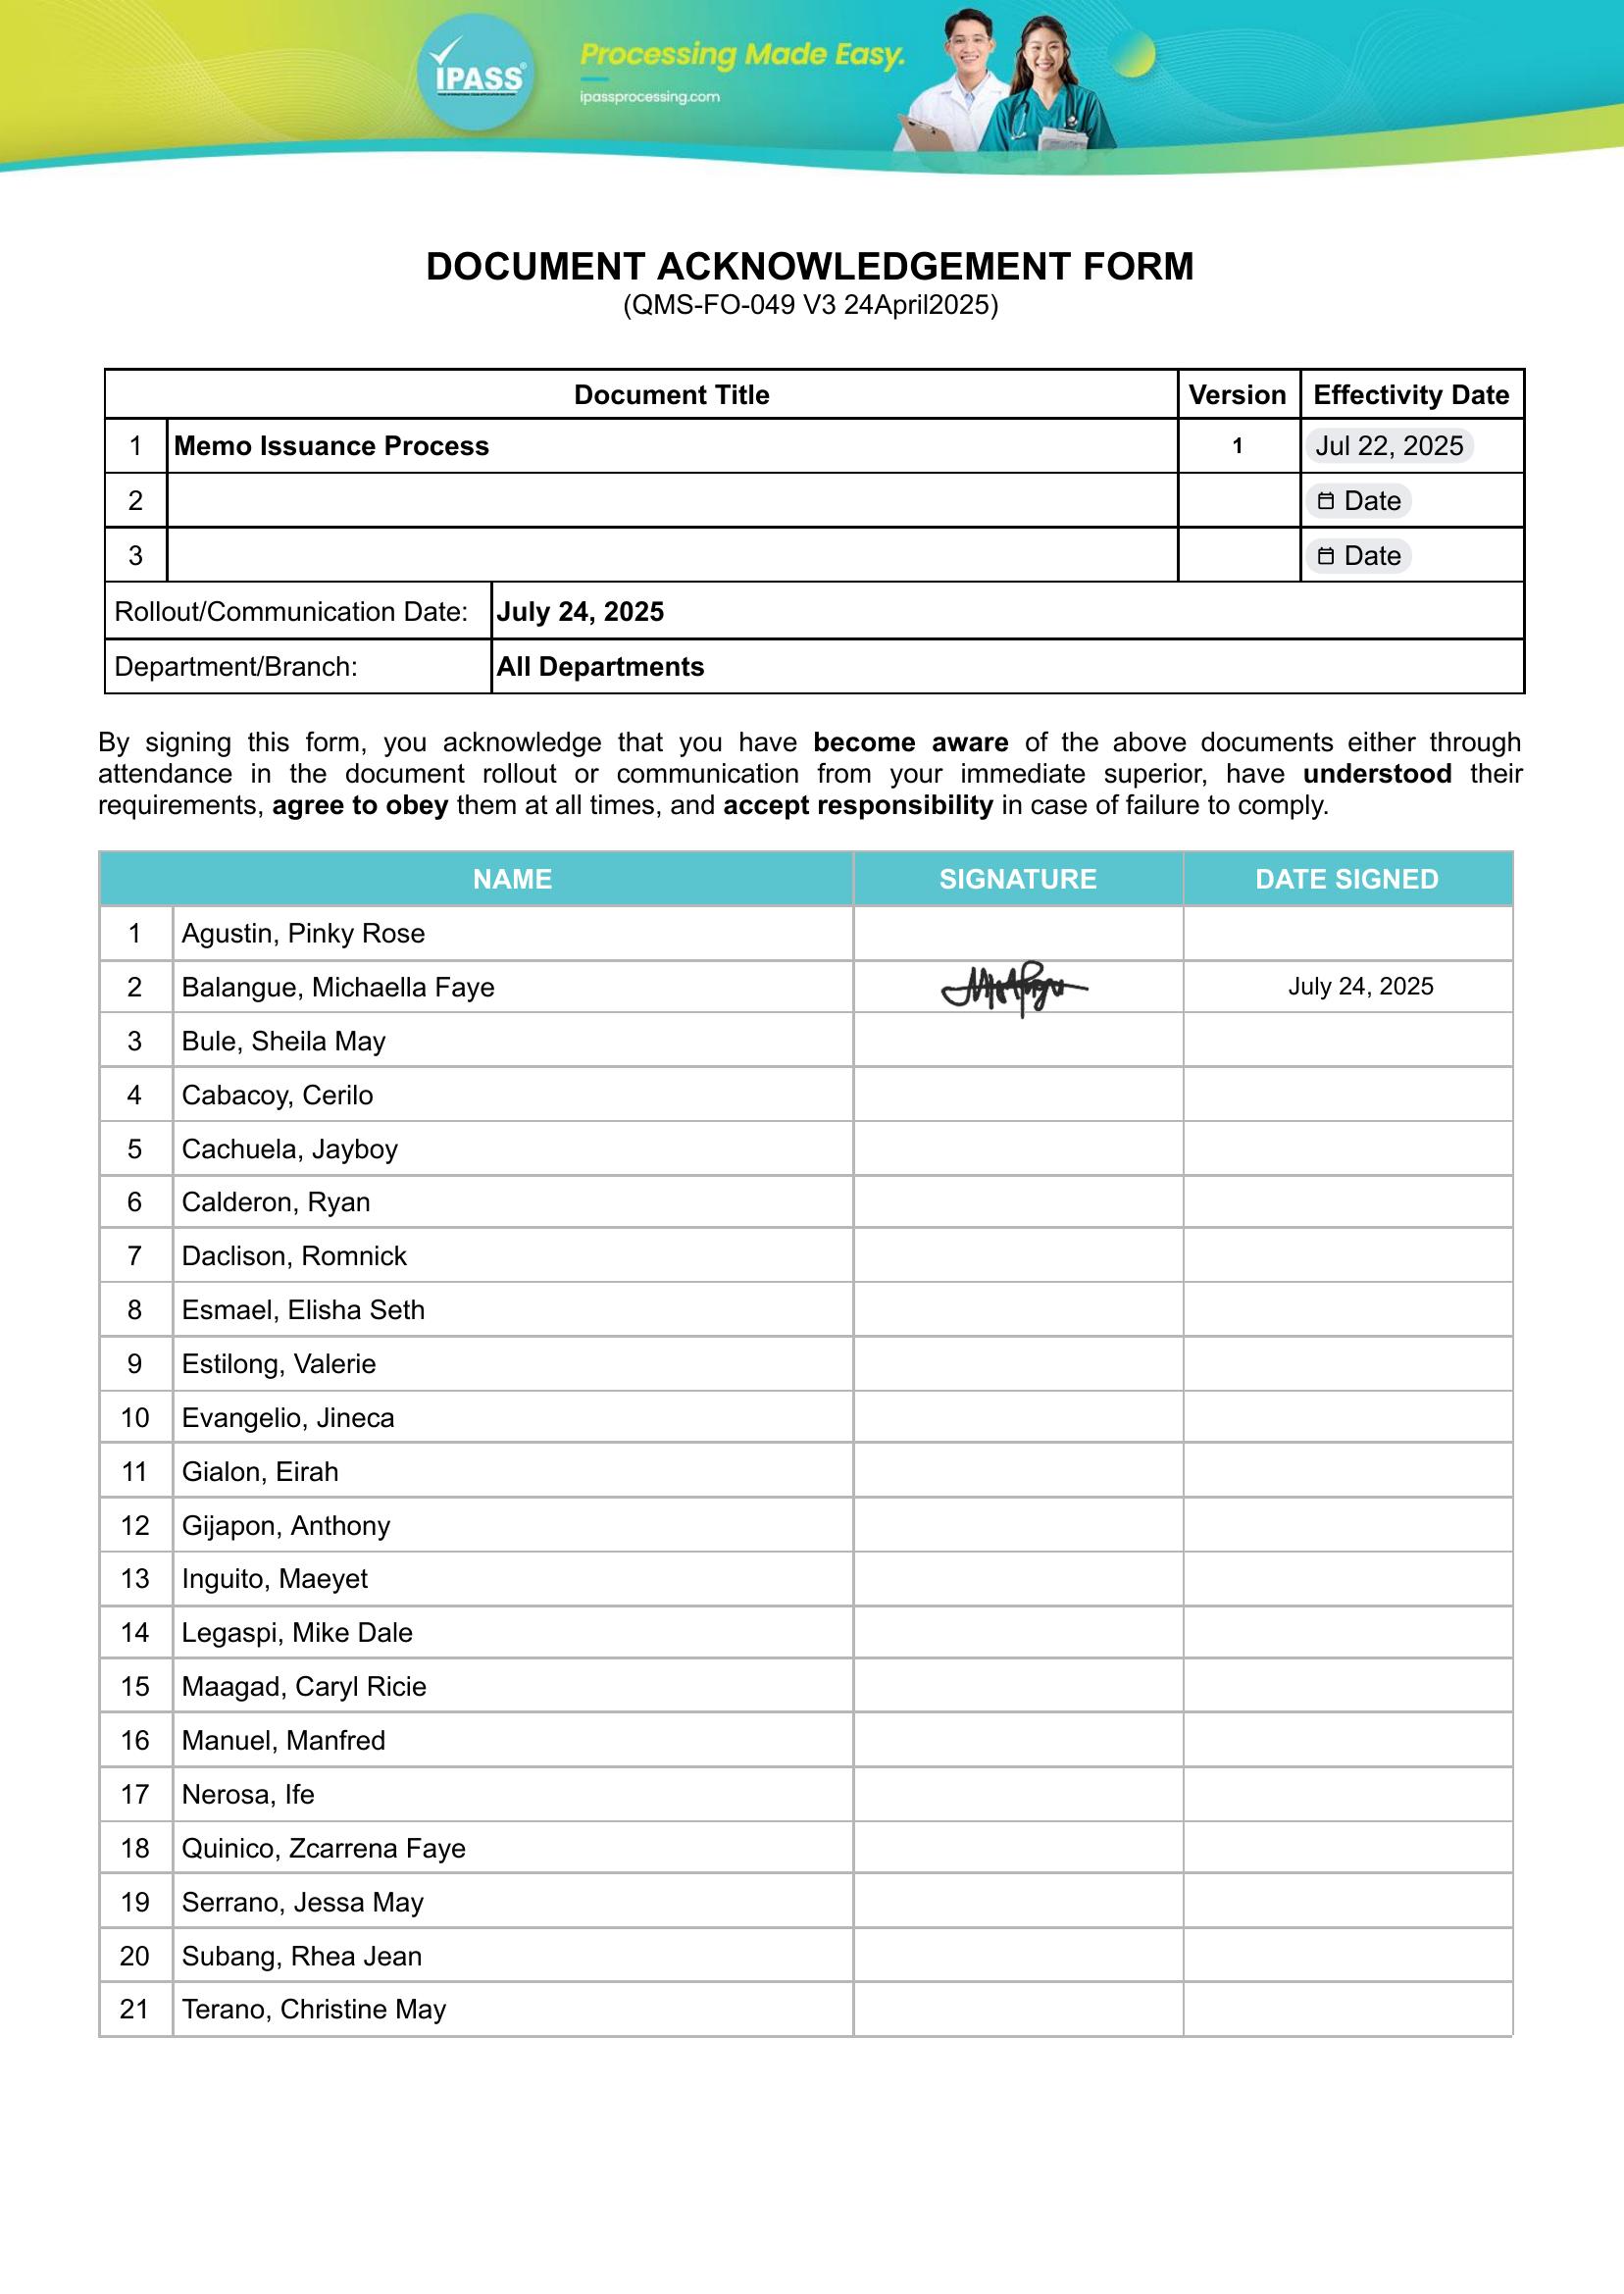 IPASS®
Processing Made Easy.
ipassprocessing.com
DOCUMENT ACKNOWLEDGEMENT FORM
(QMS-FO-049 V3 24April2025)
Document Title Version Effectivity Date
1 Memo Issuance Process 1 Jul 22, 2025
2 Date
3 Date
Rollout/Communication Date: July 24, 2025
Department/Branch: All Departments
By signing this form, you acknowledge that you have become aware of the above documents either through
attendance in the document rollout or communication from your immediate superior, have understood their
requirements, agree to obey them at all times, and accept responsibility in case of failure to comply.
NAME SIGNATURE DATE SIGNED
1 Agustin, Pinky Rose
2 Balangue, Michaella Faye July 24, 2025
3 Bule, Sheila May
4 Cabacoy, Cerilo
5 Cachuela, Jayboy
6 Calderon, Ryan
7 Daclison, Romnick
8 Esmael, Elisha Seth
9 Estilong, Valerie
10 Evangelio, Jineca
11 Gialon, Eirah
12 Gijapon, Anthony
13 Inguito, Maeyet
14 Legaspi, Mike Dale
15 Maagad, Caryl Ricie
16 Manuel, Manfred
17 Nerosa, Ife
18 Quinico, Zcarrena Faye
19 Serrano, Jessa May
20 Subang, Rhea Jean
21 Terano, Christine May